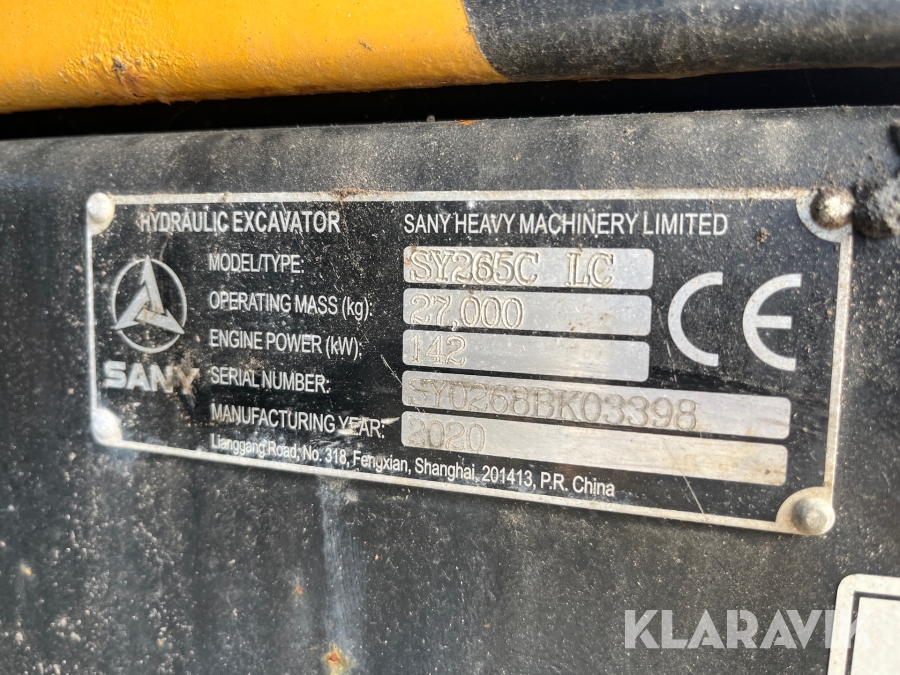 HYDRAULIC EXCAVATOR SANY HEAVY MACHINERY LIMITED
MODEL/TYPE: SY265C LC
OPERATING MASS (kg): 27,000
ENGINE POWER (kW): 142
SERIAL NUMBER: SY0268BK03398
MANUFACTURING YEAR: 2020
Lianggang Road, No. 318, Fengxian, Shanghai, 201413, P.R. China
SANY
CE
KLARAVIK